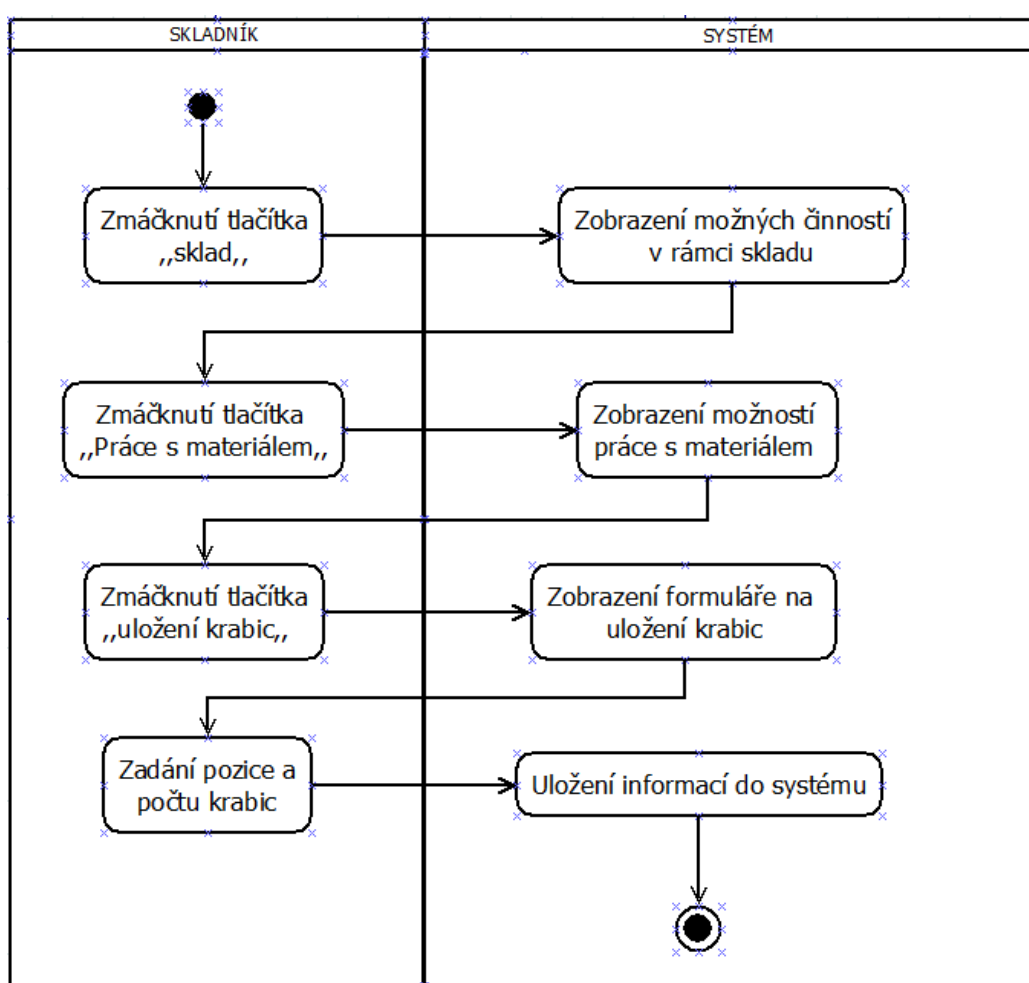 SKLADNÍK
SYSTÉM
Zmáčknutí tlačítka
,,sklad,,
Zobrazení možných činností
v rámci skladu
Zmáčknutí tlačítka
,,Práce s materiálem,,
Zobrazení možností
práce s materiálem
Zmáčknutí tlačítka
,,uložení krabic,,
Zobrazení formuláře na
uložení krabic
Zadání pozice a
počtu krabic
Uložení informací do systému